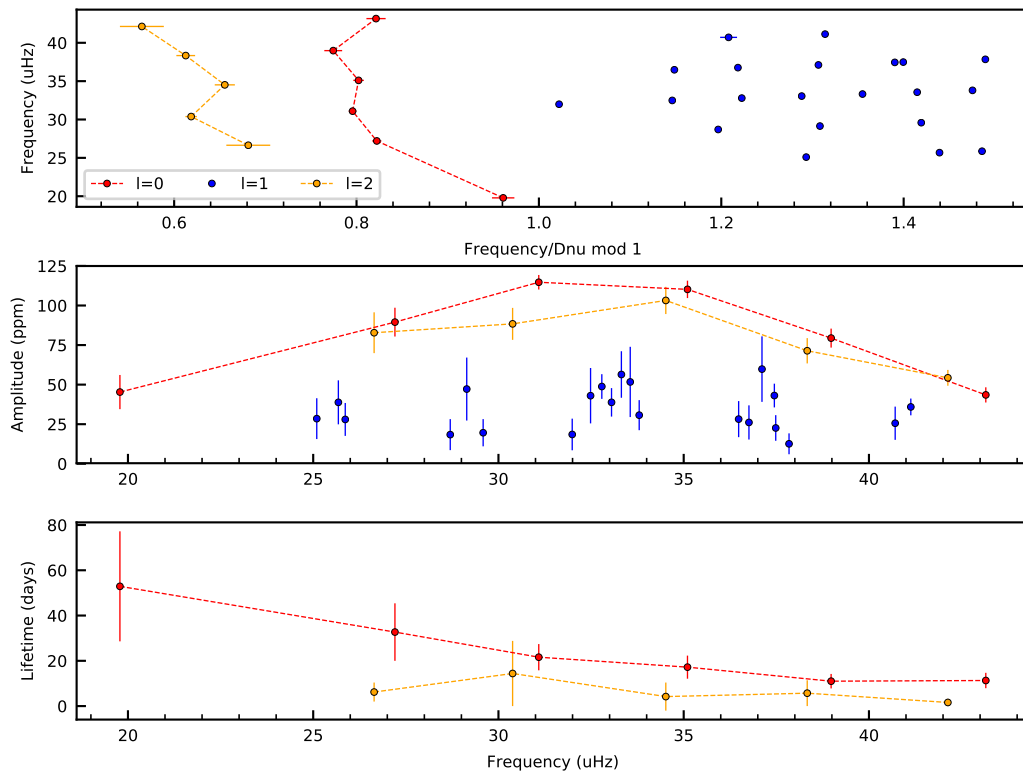 Frequency (uHz)
40
35
30
25
20
l=0 l=1 l=2
0.6 0.8 1.0 1.2 1.4
Frequency/Dnu mod 1
Amplitude (ppm)
125
100
75
50
25
0
20 25 30 35 40
Lifetime (days)
80
60
40
20
0
20 25 30 35 40
Frequency (uHz)